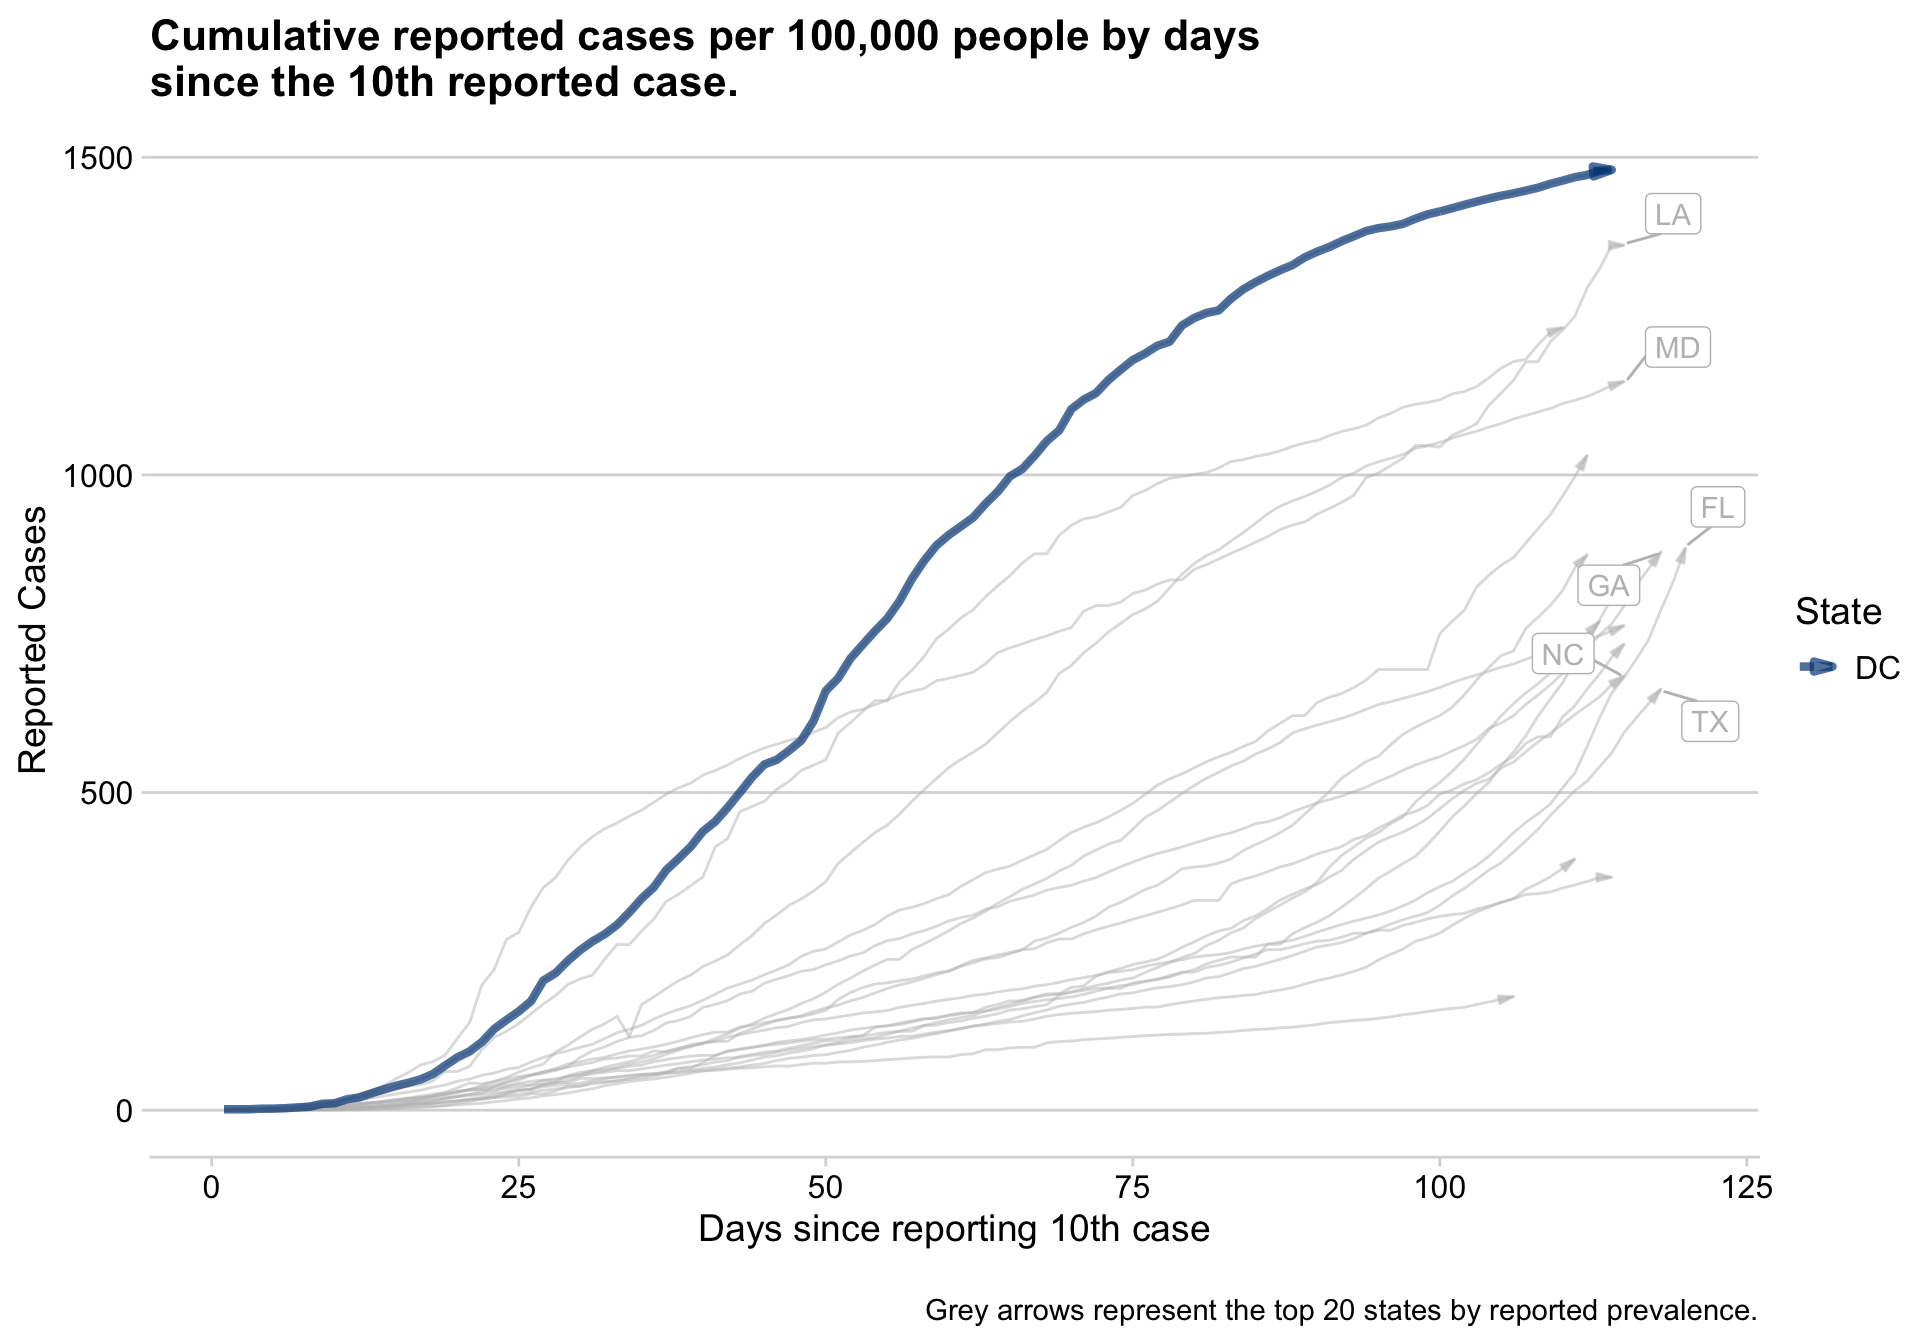 Cumulative reported cases per 100,000 people by days
since the 10th reported case.
1500
1000
500
0
Reported Cases
LA
MD
FL
GA
NC
TX
State
DC
0
25
50
75
100
125
Days since reporting 10th case
Grey arrows represent the top 20 states by reported prevalence.